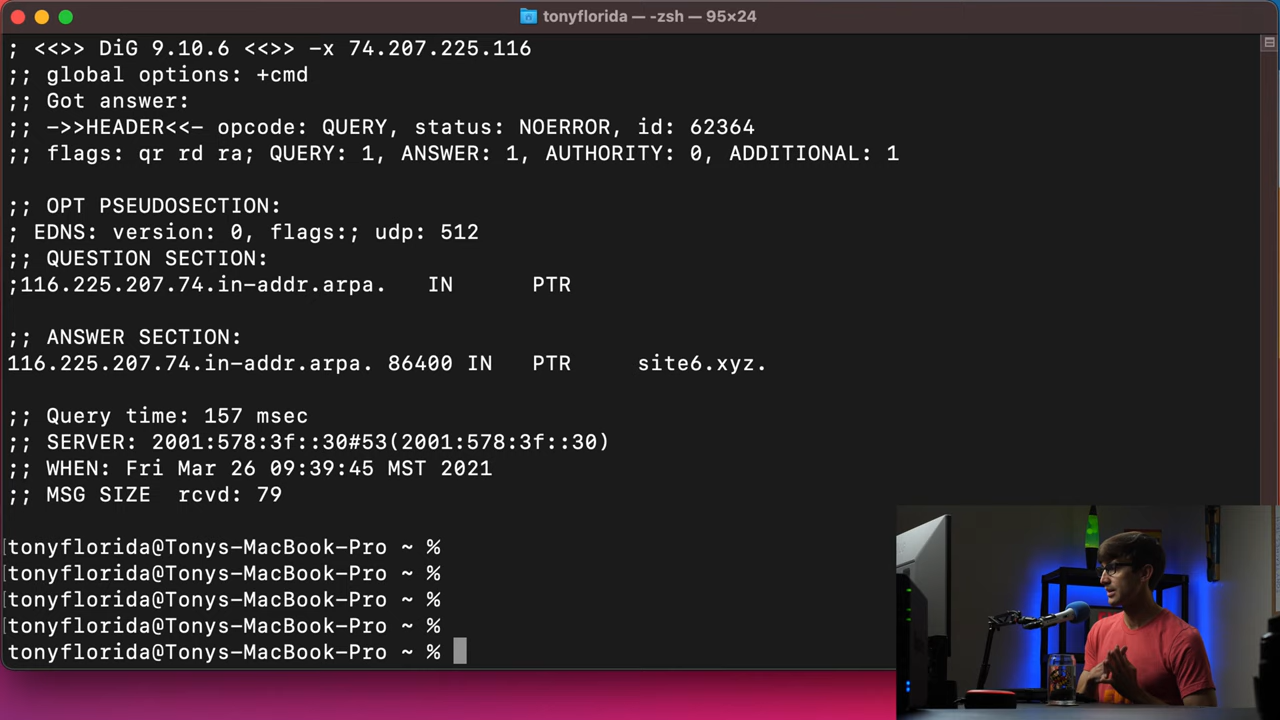 tonyflorida — -zsh — 95×24
; <<>> DiG 9.10.6 <<>> -x 74.207.225.116
;; global options: +cmd
;; Got answer:
;; ->>HEADER<<- opcode: QUERY, status: NOERROR, id: 62364
;; flags: qr rd ra; QUERY: 1, ANSWER: 1, AUTHORITY: 0, ADDITIONAL: 1
;; OPT PSEUDOSECTION:
; EDNS: version: 0, flags:; udp: 512
;; QUESTION SECTION:
;116.225.207.74.in-addr.arpa. IN PTR
;; ANSWER SECTION:
116.225.207.74.in-addr.arpa. 86400 IN PTR site6.xyz.
;; Query time: 157 msec
;; SERVER: 2001:578:3f::30#53(2001:578:3f::30)
;; WHEN: Fri Mar 26 09:39:45 MST 2021
;; MSG SIZE rcvd: 79
[tonyflorida@Tonys-MacBook-Pro ~ %
[tonyflorida@Tonys-MacBook-Pro ~ %
[tonyflorida@Tonys-MacBook-Pro ~ %
[tonyflorida@Tonys-MacBook-Pro ~ %
tonyflorida@Tonys-MacBook-Pro ~ %